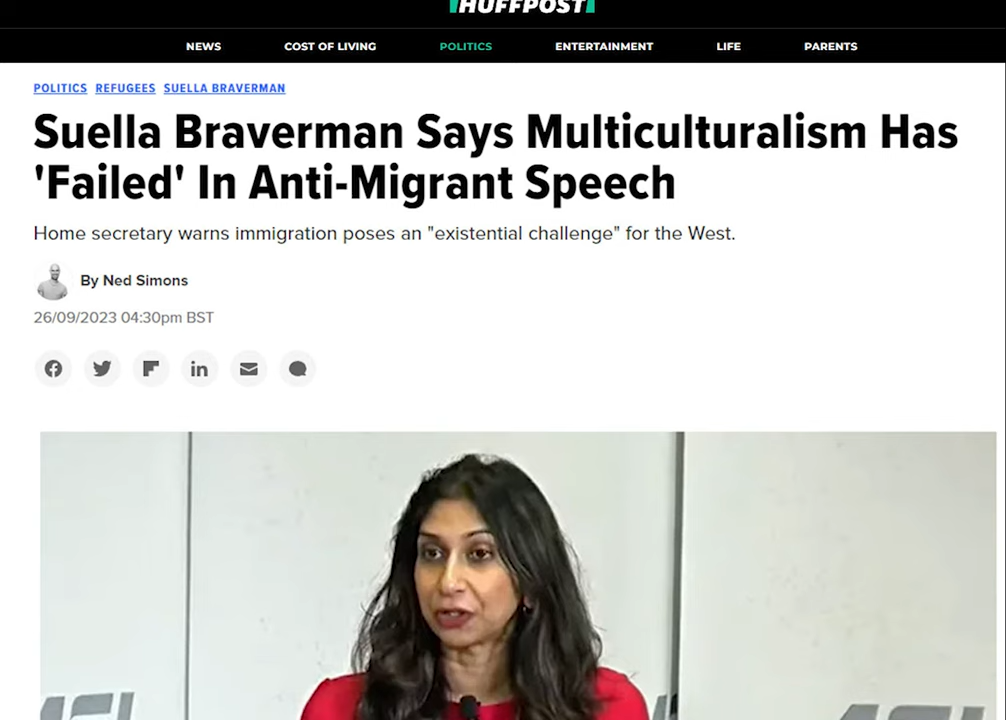 HUFFPOST
NEWS COST OF LIVING POLITICS ENTERTAINMENT LIFE PARENTS
POLITICS REFUGEES SUELLA BRAVERMAN
Suella Braverman Says Multiculturalism Has
'Failed' In Anti-Migrant Speech
Home secretary warns immigration poses an "existential challenge" for the West.
By Ned Simons
26/09/2023 04:30pm BST